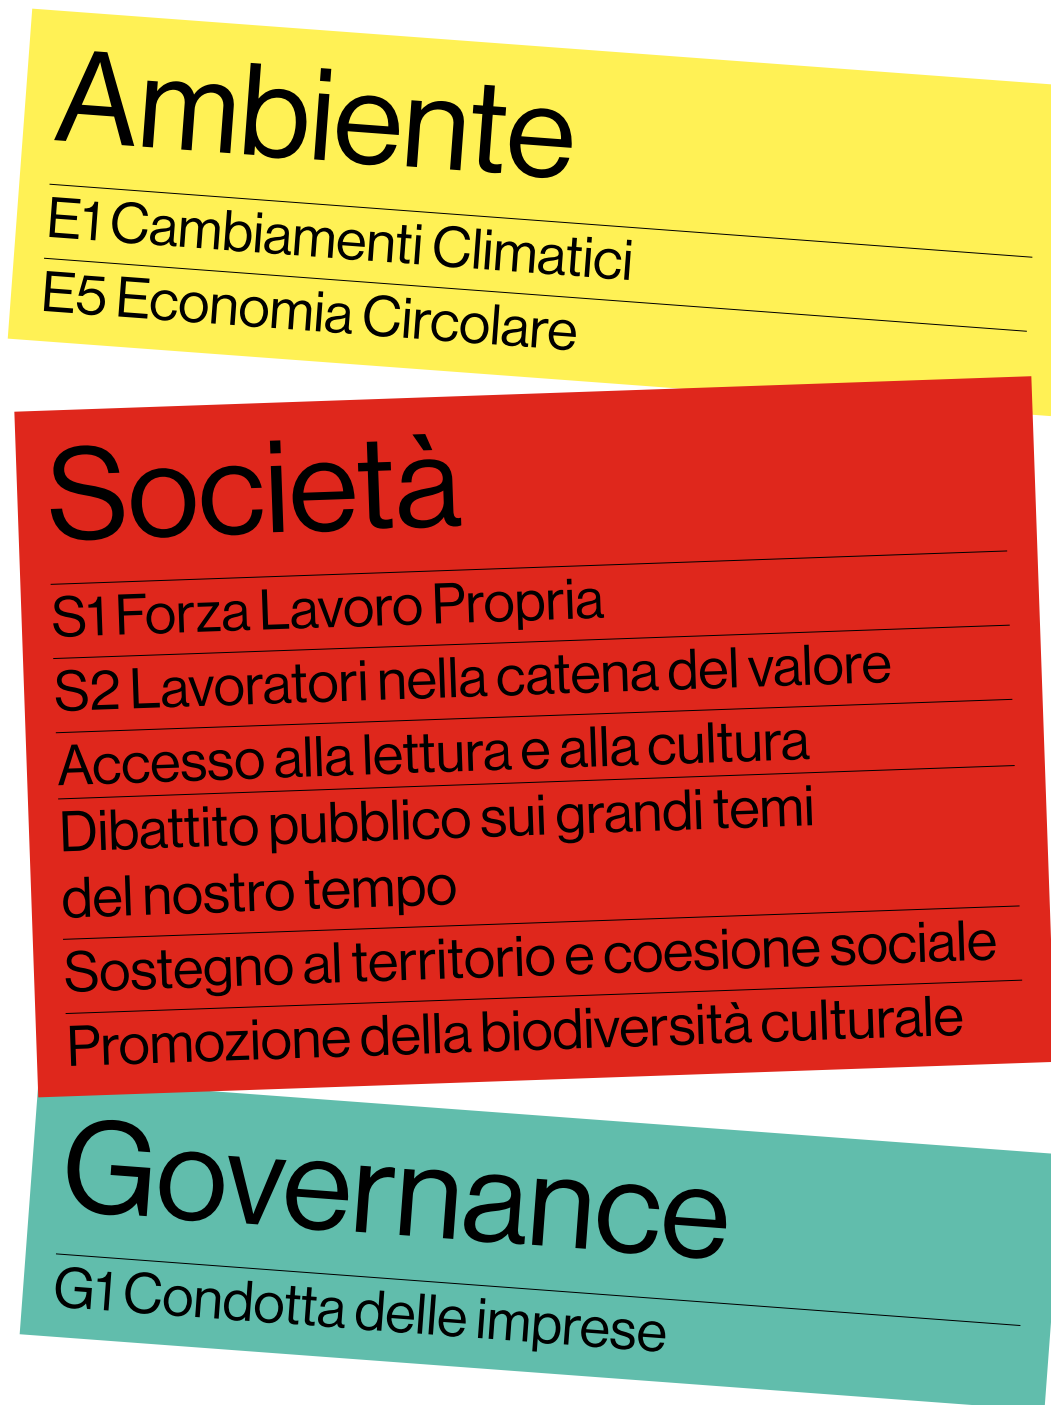 Ambiente
E1 Cambiamenti Climatici
E5 Economia Circolare
Società
S1 Forza Lavoro Propria
S2 Lavoratori nella catena del valore
Accesso alla lettura e alla cultura
Dibattito pubblico sui grandi temi
del nostro tempo
Sostegno al territorio e coesione sociale
Promozione della biodiversità culturale
Governance
G1 Condotta delle imprese